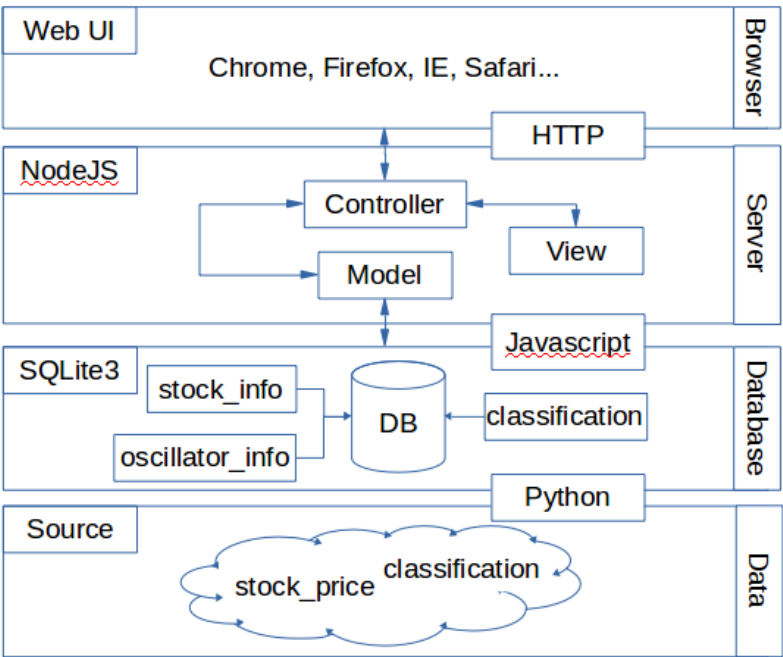 Web UI
Chrome, Firefox, IE, Safari...
Browser
HTTP
NodeJS
Controller
View
Model
Server
Javascript
SQLite3
stock_info
DB
classification
oscillator_info
Database
Python
Source
classification
stock_price
Data